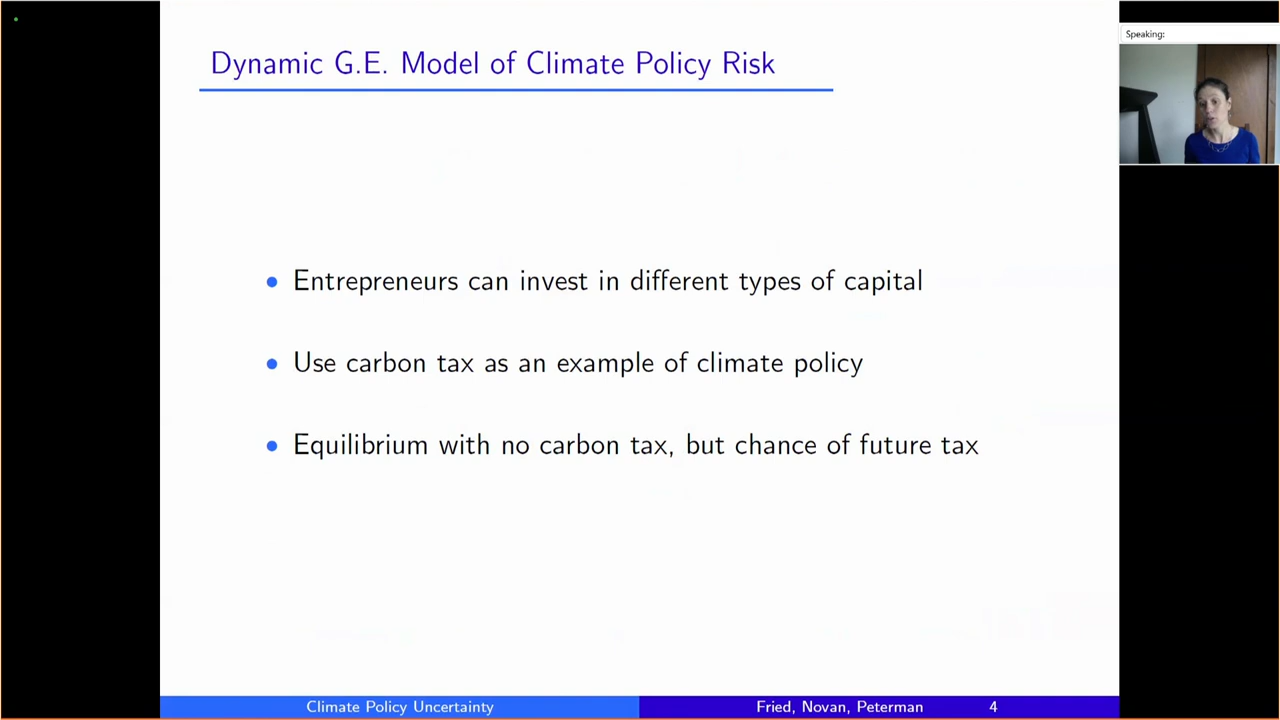 Dynamic G.E. Model of Climate Policy Risk
Speaking:
Entrepreneurs can invest in different types of capital
Use carbon tax as an example of climate policy
Equilibrium with no carbon tax, but chance of future tax
Climate Policy Uncertainty
Fried, Novan, Peterman 4